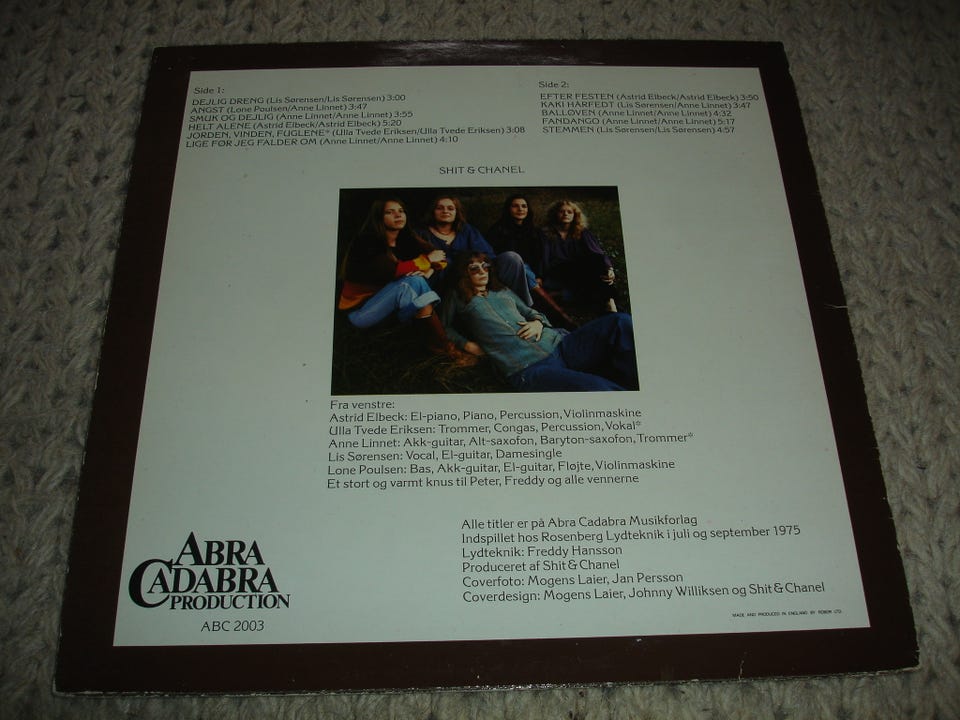 Side 1:
DEJLIG DRENG (Lis Sørensen/Lis Sørensen) 3:00
ANGST (Lone Poulsen/Anne Linnet) 3:47
SMUK OG DEJLIG (Anne Linnet/Anne Linnet) 3:55
HELT ALENE (Astrid Elbeck/Astrid Elbeck) 5:20
JORDEN, VINDEN, FUGLENE* (Ulla Tvede Eriksen/Ulla Tvede Eriksen) 3:08
LIGE FØR JEG FALDER OM (Anne Linnet/Anne Linnet) 4:10
Side 2:
EFTER FESTEN (Astrid Elbeck/Astrid Elbeck) 3:50
KAKI HÅRFEDT (Lis Sørensen/Anne Linnet) 3:47
BALLØVEN (Anne Linnet/Anne Linnet) 4:32
FANDANGO (Anne Linnet/Anne Linnet) 5:17
STEMMEN (Lis Sørensen/Lis Sørensen) 4:57
SHIT & CHANEL
Fra venstre:
Astrid Elbeck: El-piano, Piano, Percussion, Violinmaskine
Ulla Tvede Eriksen: Trommer, Congas, Percussion, Vokal*
Anne Linnet: Akk-guitar, Alt-saxofon, Baryton-saxofon, Trommer*
Lis Sørensen: Vocal, El-guitar, Damesingle
Lone Poulsen: Bas, Akk-guitar, El-guitar, Fløjte, Violinmaskine
Et stort og varmt knus til Peter, Freddy og alle vennerne
Alle titler er på Abra Cadabra Musikforlag
Indspillet hos Rosenberg Lydteknik i juli og september 1975
Lydteknik: Freddy Hansson
Produceret af Shit & Chanel
Coverfoto: Mogens Laier, Jan Persson
Coverdesign: Mogens Laier, Johnny Williksen og Shit & Chanel
ABRA
CADABRA
PRODUCTION
ABC 2003
MADE AND PRODUCED IN ENGLAND BY ROBOR LTD.